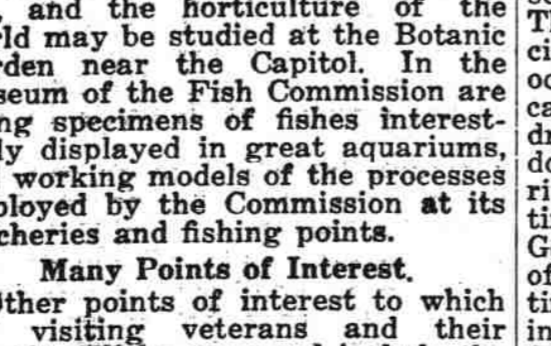 , and the horticulture of the
rld may be studied at the Botanic
rden near the Capitol. In the
seum of the Fish Commission are
ng specimens of fishes interest-
ly displayed in great aquariums,
working models of the processes
ployed by the Commission at its
cheries and fishing points.
Many Points of Interest.
ther points of interest to which
visiting veterans and their